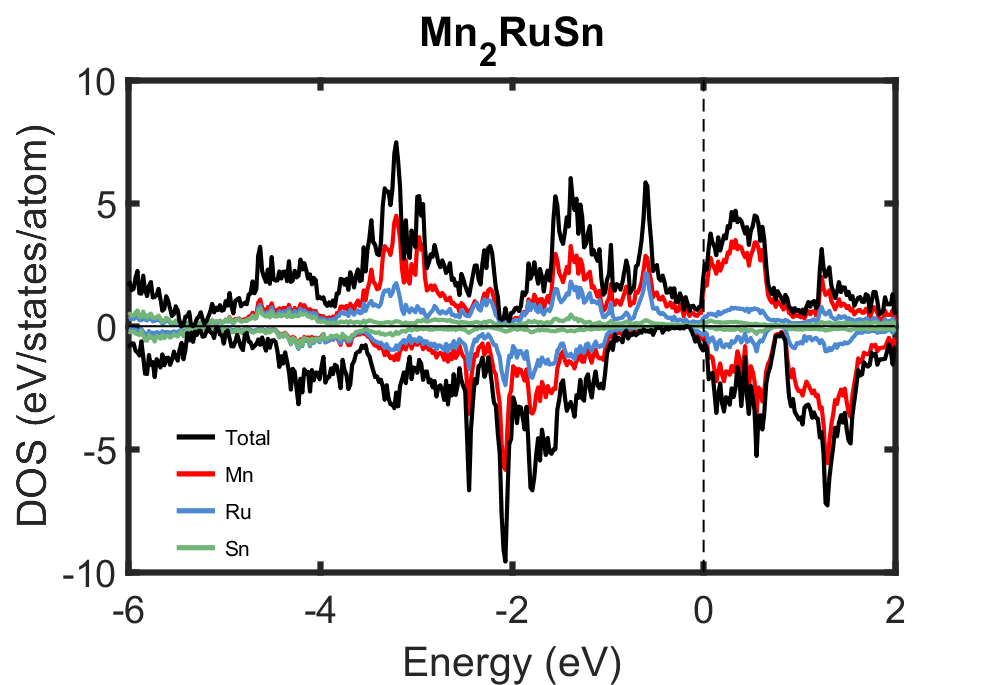 Mn₂RuSn
DOS (eV/states/atom)
10
5
0
-5
-10
Total
Mn
Ru
Sn
-6 -4 -2 0 2
Energy (eV)